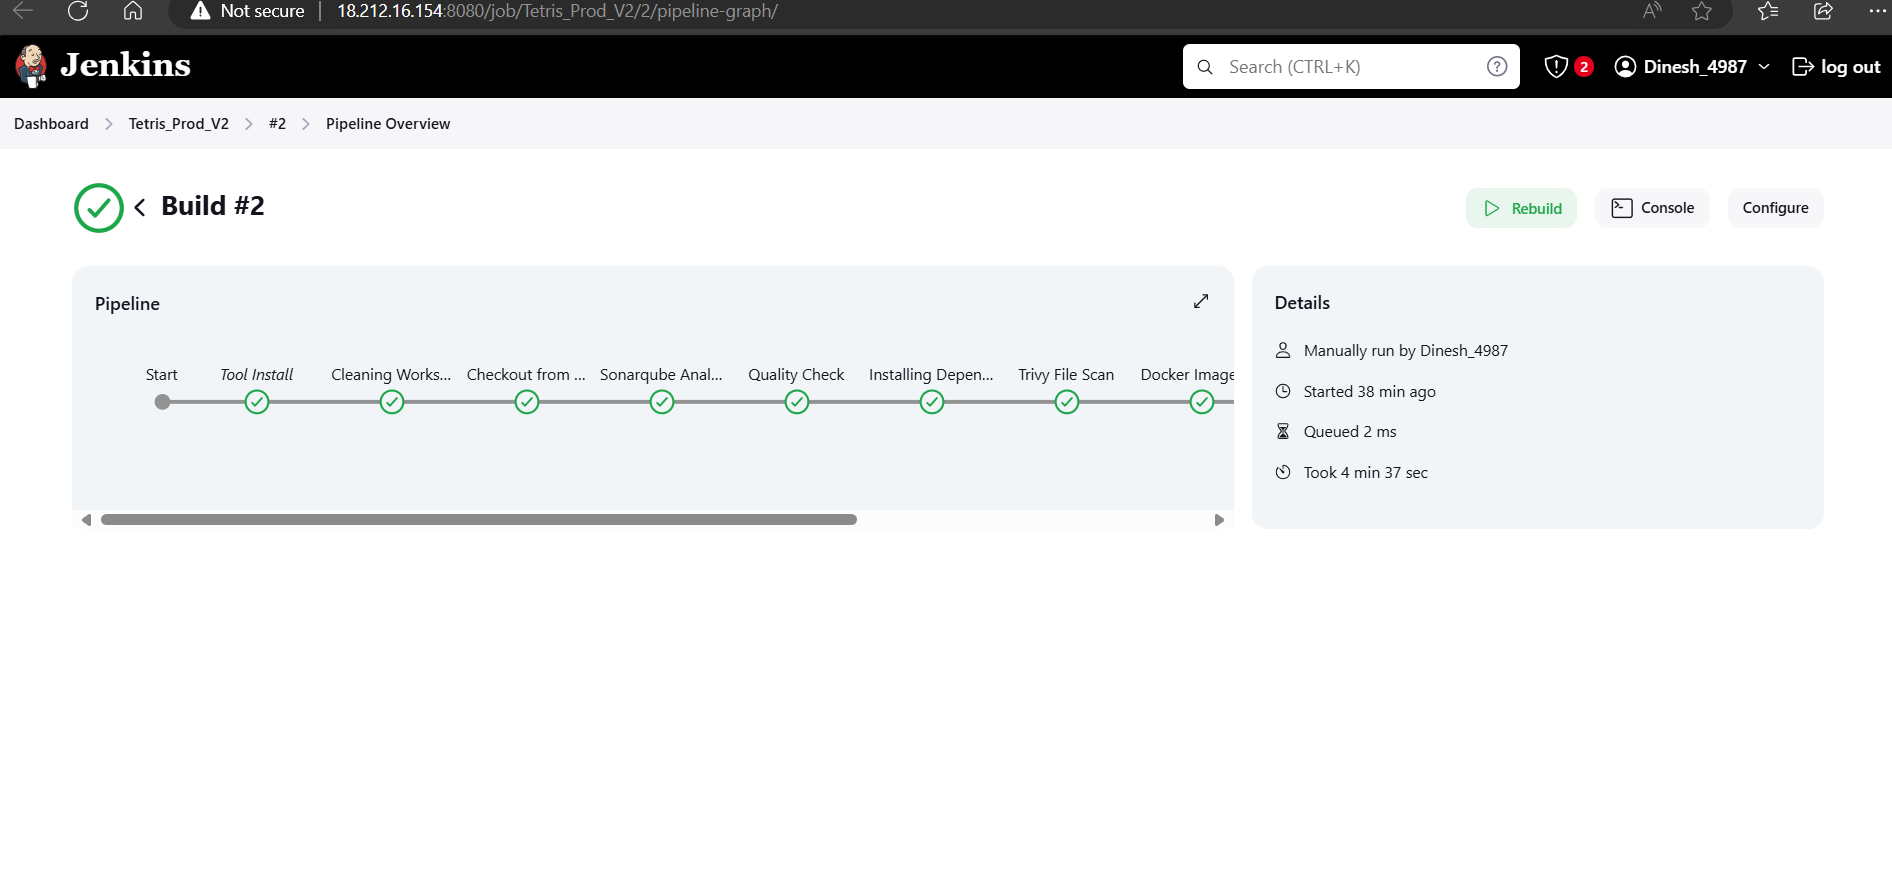 Not secure | 18.212.16.154:8080/job/Tetris_Prod_V2/2/pipeline-graph/
Jenkins
Search (CTRL+K)
2
Dinesh_4987
log out
Dashboard > Tetris_Prod_V2 > #2 > Pipeline Overview
Build #2
Rebuild
Console
Configure
Pipeline
Start
Tool Install
Cleaning Works...
Checkout from ...
Sonarqube Anal...
Quality Check
Installing Depen...
Trivy File Scan
Docker Image
Details
Manually run by Dinesh_4987
Started 38 min ago
Queued 2 ms
Took 4 min 37 sec